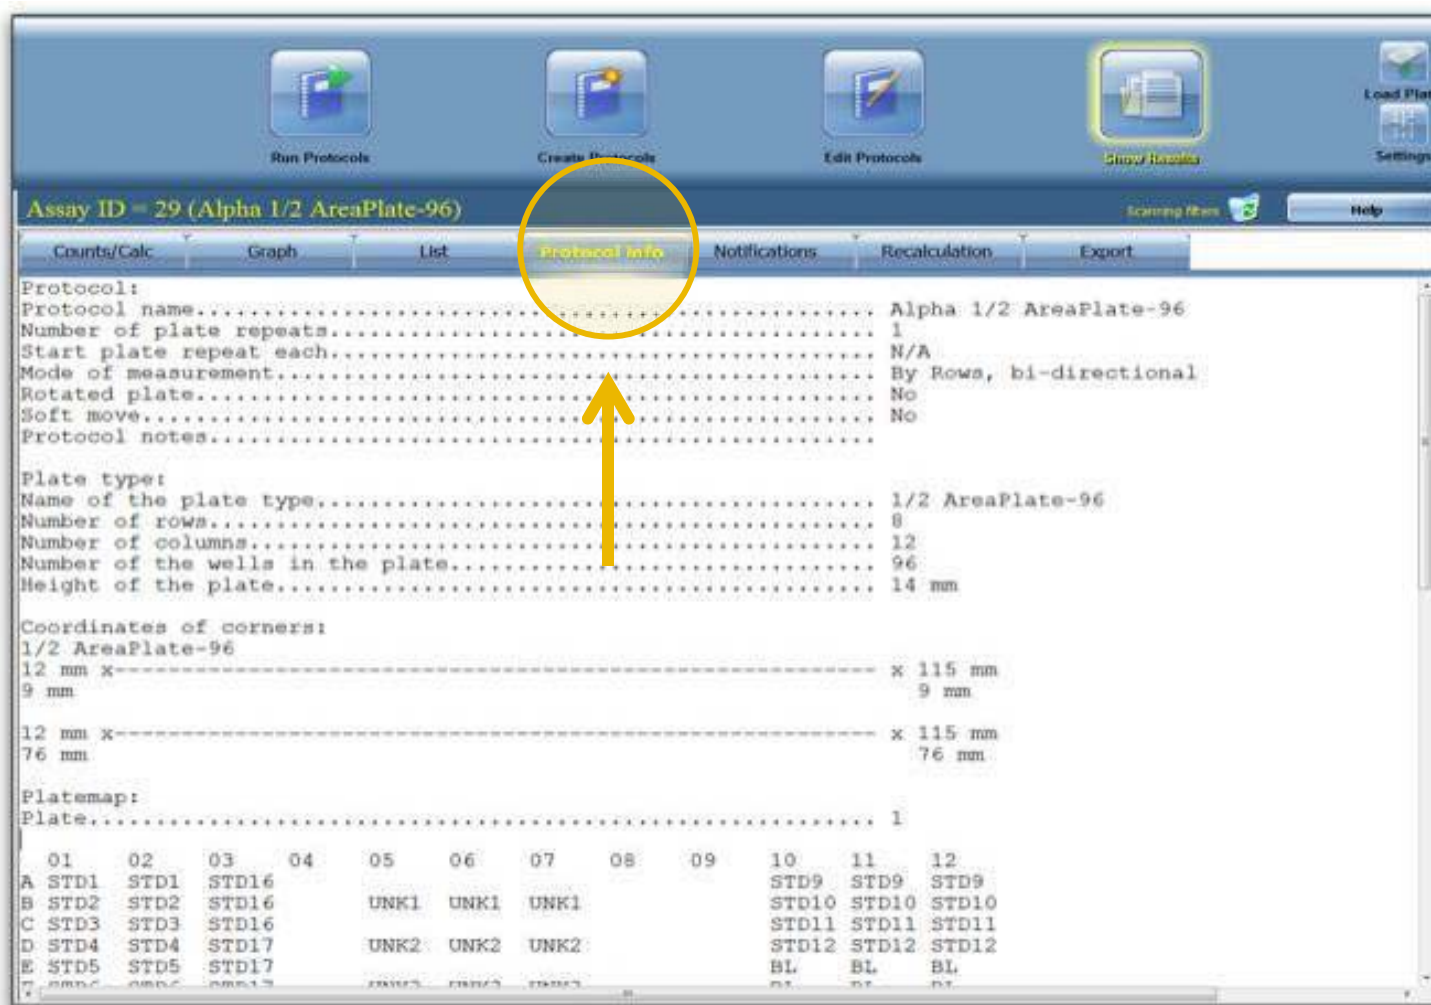 Run Protocols
Create Protocols
Edit Protocols
Show Results
Load Plat
Settings
Assay ID = 29 (Alpha 1/2 AreaPlate-96)
Scanning filters
Help
Counts/Calc Graph List Protocol Info Notifications Recalculation Export
Protocol:
Protocol name.................................................. Alpha 1/2 AreaPlate-96
Number of plate repeats........................................ 1
Start plate repeat each........................................ N/A
Mode of measurement............................................ By Rows, bi-directional
Rotated plate.................................................. No
Soft move...................................................... No
Protocol notes.................................................
Plate type:
Name of the plate type......................................... 1/2 AreaPlate-96
Number of rows................................................. 8
Number of columns.............................................. 12
Number of the wells in the plate............................... 96
Height of the plate............................................ 14 mm
Coordinates of corners:
1/2 AreaPlate-96
12 mm x--------------------------------------------------------- x 115 mm
9 mm 9 mm
12 mm x--------------------------------------------------------- x 115 mm
76 mm 76 mm
Platemap:
Plate.......................................................... 1
01 02 03 04 05 06 07 08 09 10 11 12
A STD1 STD1 STD16 STD9 STD9 STD9
B STD2 STD2 STD16 UNK1 UNK1 UNK1 STD10 STD10 STD10
C STD3 STD3 STD16 STD11 STD11 STD11
D STD4 STD4 STD17 UNK2 UNK2 UNK2 STD12 STD12 STD12
E STD5 STD5 STD17 BL BL BL